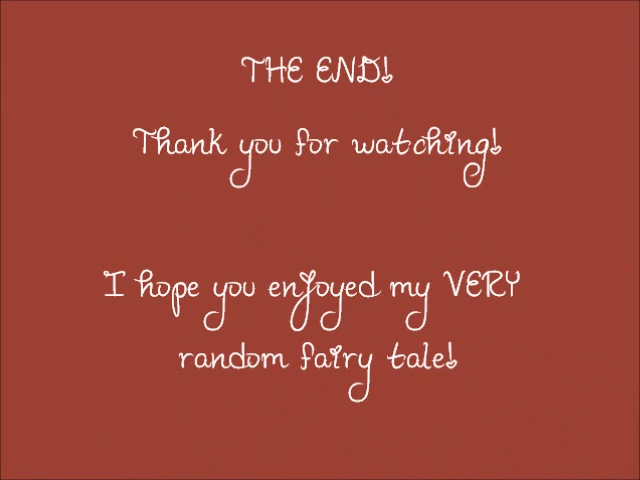 THE END!
Thank you for watching!
I hope you enjoyed my VERY
random fairy tale!